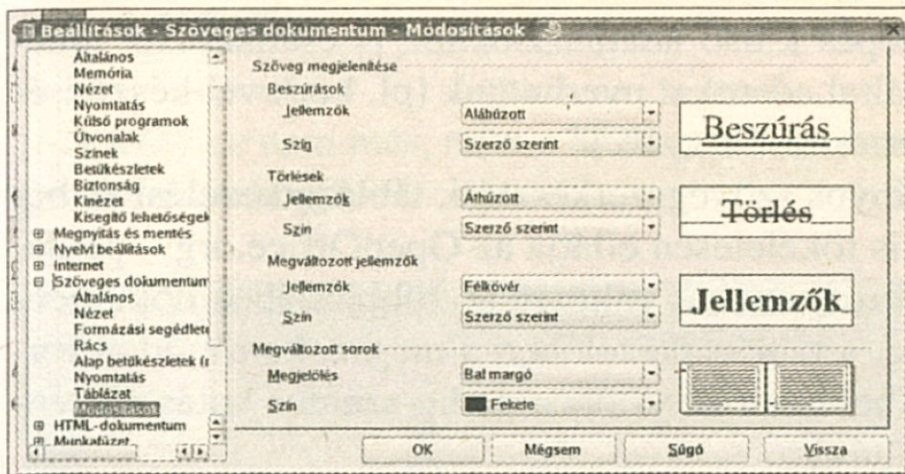 Beállítások - Szöveges dokumentum - Módosítások
Általános
Memória
Nézet
Nyomtatás
Külső programok
Útvonalak
Színek
Betűkészletek
Biztonság
Kinézet
Kisegítő lehetőségek
Megnyitás és mentés
Nyelvi beállítások
Internet
Szöveges dokumentum
Általános
Nézet
Formázási segédlete
Rács
Alap betűkészletek (n
Nyomtatás
Táblázat
Módosítások
HTML-dokumentum
Munkafüzet
Szöveg megjelenítése
Beszúrások
Jellemzők Aláhúzott
Szín Szerző szerint
Beszúrás
Törlések
Jellemzők Áthúzott
Szín Szerző szerint
Törlés
Megváltozott jellemzők
Jellemzők Félkövér
Szín Szerző szerint
Jellemzők
Megváltozott sorok
Megjelölés Bal margó
Szín Fekete
OK Mégsem Súgó Vissza